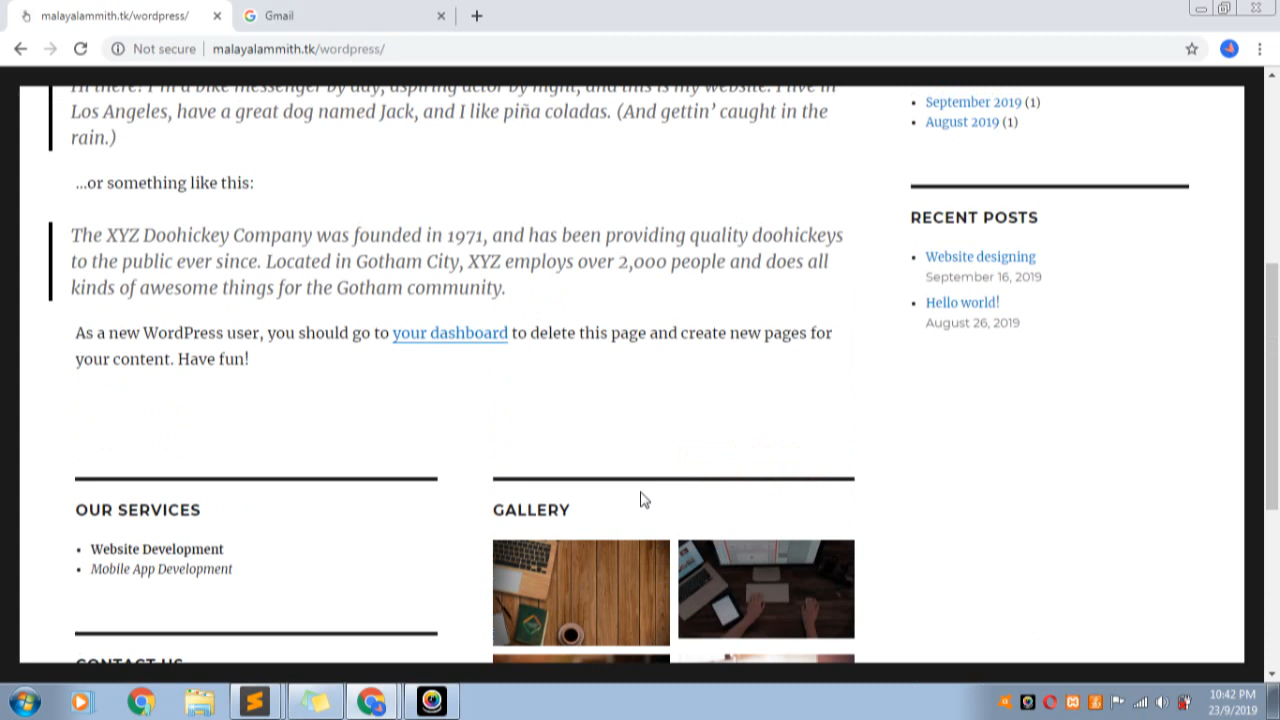 malayalammith.tk/wordpress/
Gmail
Not secure
malayalammith.tk/wordpress/
Hi there! I'm a bike messenger by day, aspiring actor by night, and this is my website. I live in
Los Angeles, have a great dog named Jack, and I like piña coladas. (And gettin’ caught in the
rain.)
…or something like this:
The XYZ Doohickey Company was founded in 1971, and has been providing quality doohickeys
to the public ever since. Located in Gotham City, XYZ employs over 2,000 people and does all
kinds of awesome things for the Gotham community.
As a new WordPress user, you should go to your dashboard to delete this page and create new pages for
your content. Have fun!
OUR SERVICES
• Website Development
• Mobile App Development
CONTACT US
GALLERY
• September 2019 (1)
• August 2019 (1)
RECENT POSTS
• Website designing
September 16, 2019
• Hello world!
August 26, 2019
10:42 PM
23/9/2019